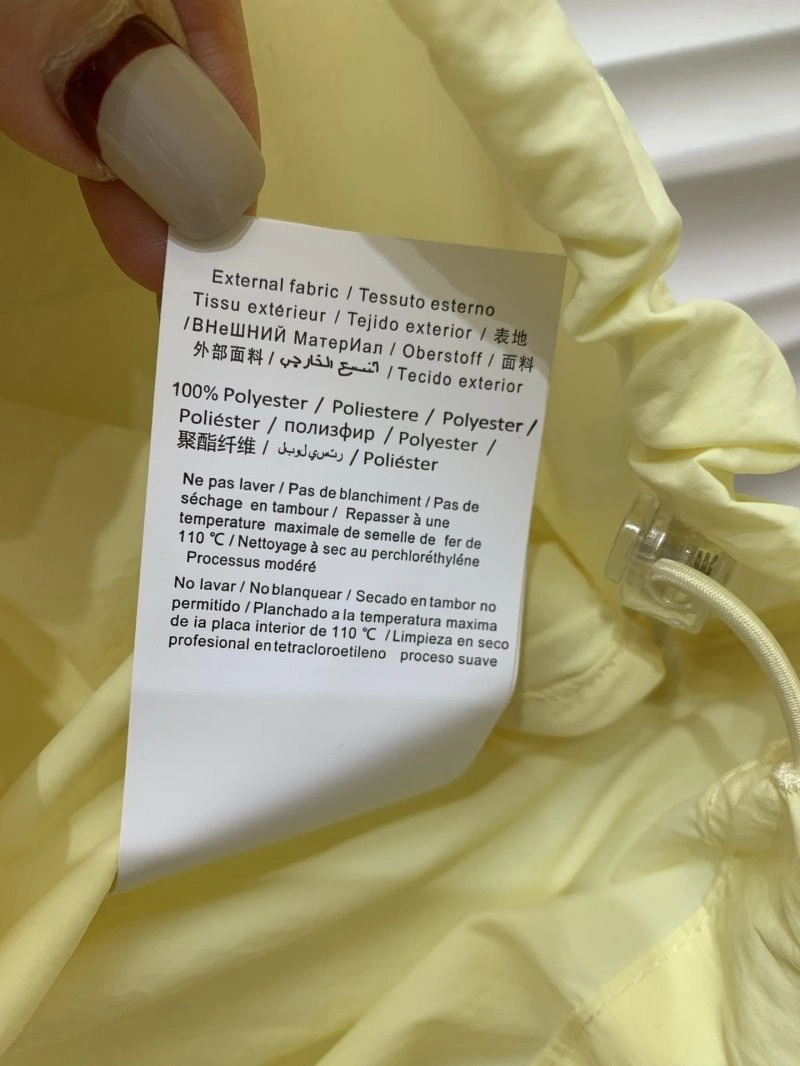 External fabric / Tessuto esterno
Tissu extérieur / Tejido exterior / 表地
/ВНеШНИЙ МатерИал / Oberstoff / 面料
外部面料 / النسيج الخارجي / Tecido exterior
100% Polyester / Poliestere / Polyester /
Poliéster / полизфир / Polyester /
聚酯纤维 / / Poliéster
Ne pas laver / Pas de blanchiment / Pas de
séchage en tambour / Repasser à une
temperature maximale de semelle de fer de
110 ℃ / Nettoyage à sec au perchloréthyléne
Processus modéré
No lavar / No blanquear / Secado en tambor no
permitido / Planchado a la temperatura maxima
de ia placa interior de 110 ℃ / Limpieza en seco
profesional en tetracloroetileno proceso suave